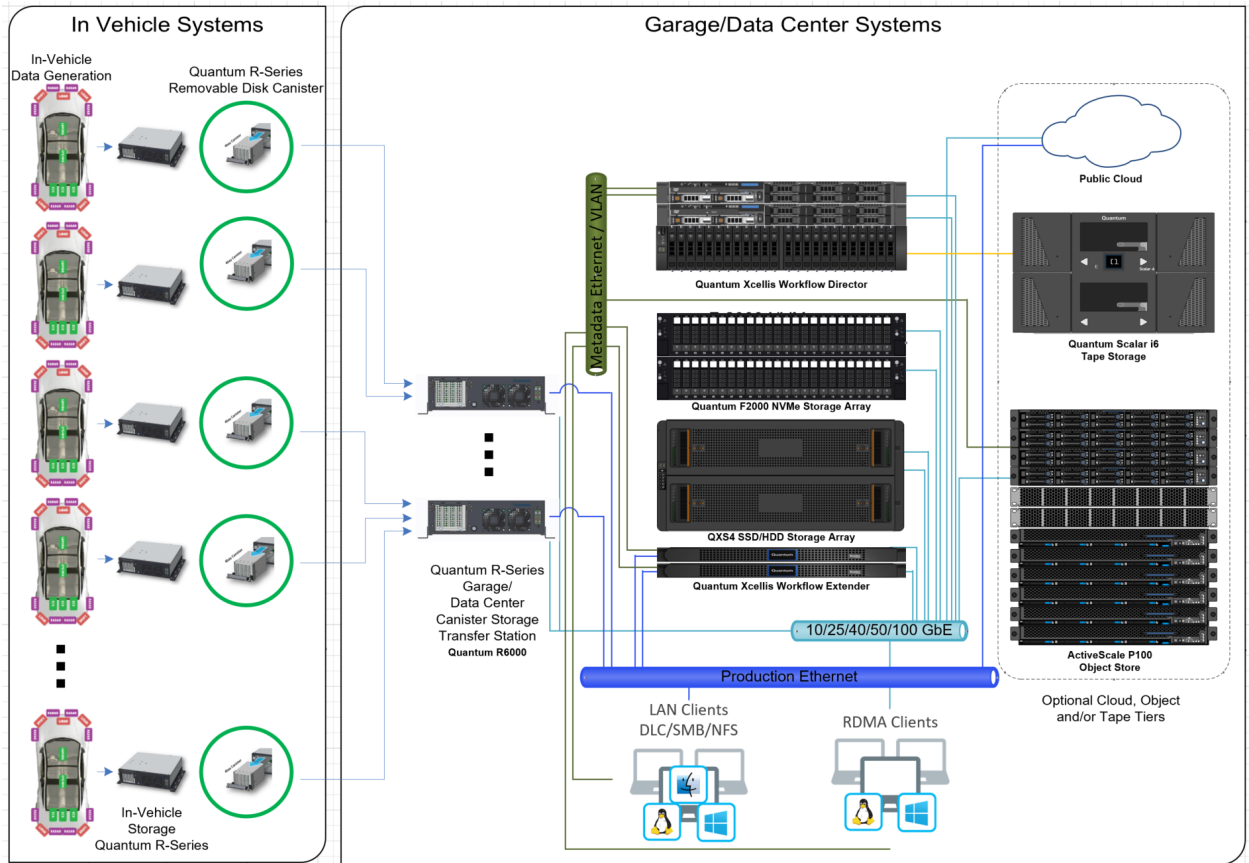 In Vehicle Systems
Garage/Data Center Systems
In-Vehicle
Data Generation
Quantum R-Series
Removable Disk Canister
Public Cloud
Metadata Ethernet / VLAN
Quantum Xcellis Workflow Director
Quantum
Scalar i6
Quantum Scalar i6
Tape Storage
Quantum F2000 NVMe Storage Array
QXS4 SSD/HDD Storage Array
Quantum
Quantum
Quantum Xcellis Workflow Extender
Quantum R-Series
Garage/
Data Center
Canister Storage
Transfer Station
Quantum R6000
10/25/40/50/100 GbE
Production Ethernet
ActiveScale P100
Object Store
Optional Cloud, Object
and/or Tape Tiers
LAN Clients
DLC/SMB/NFS
RDMA Clients
In-Vehicle
Storage
Quantum R-Series